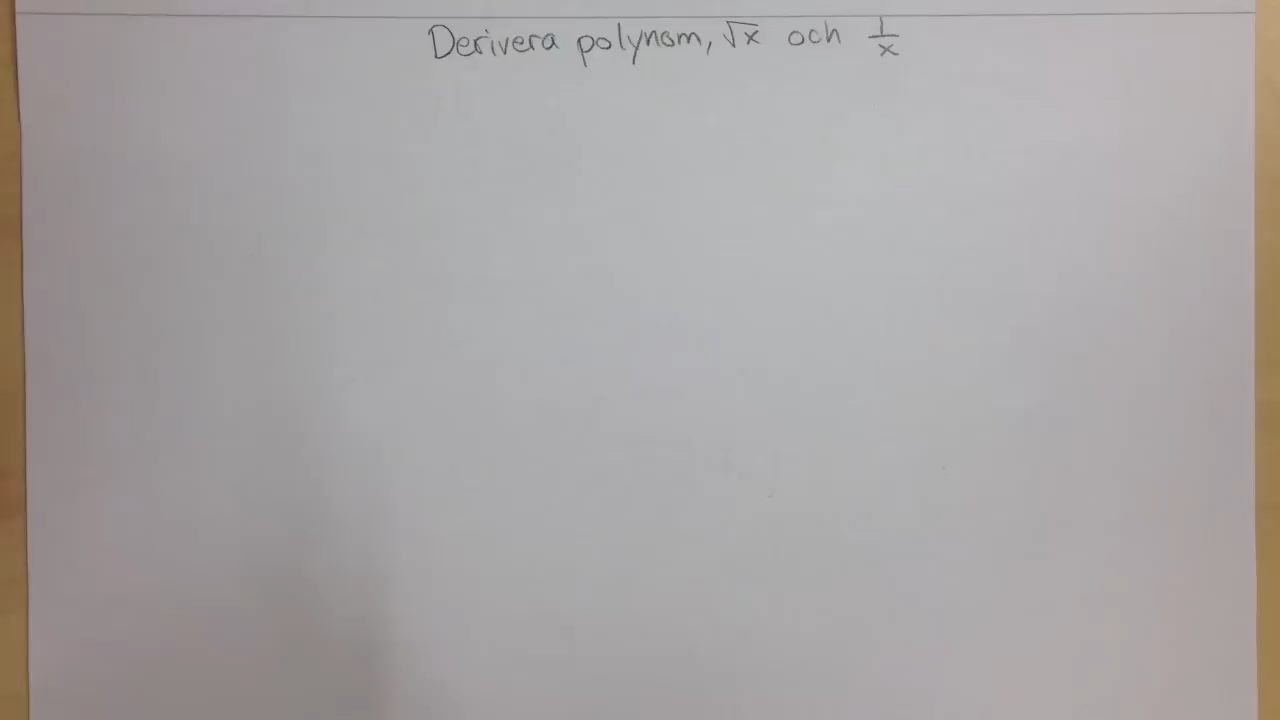 Derivera polynom, √x och 1/x